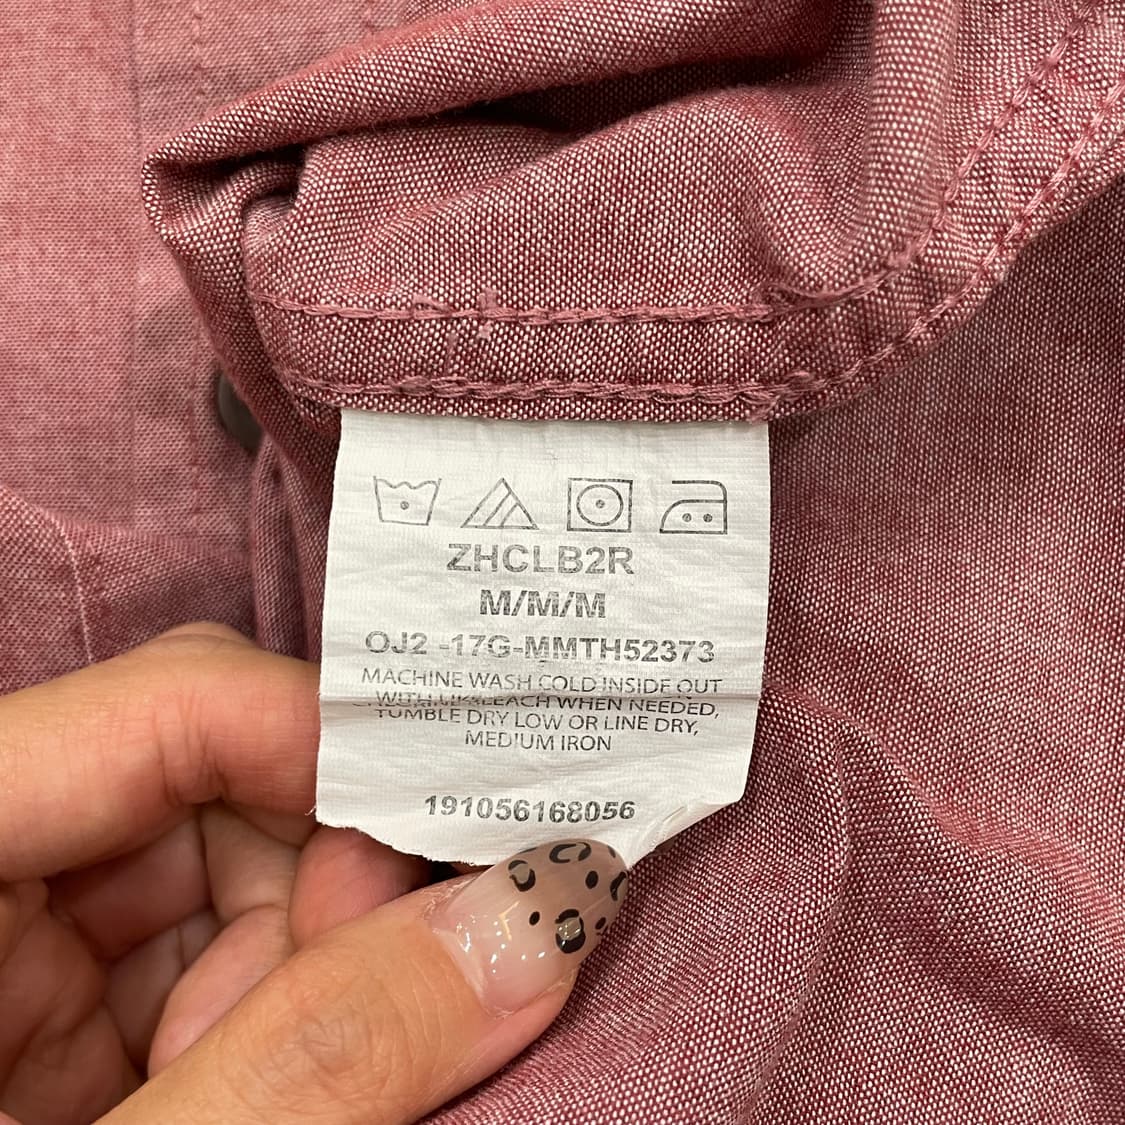 ZHCLB2R
M/M/M
OJ2 -17G-MMTH52373
MACHINE WASH COLD INSIDE OUT
WHEN NEEDED,
TUMBLE DRY LOW OR LINE DRY,
MEDIUM IRON
191056168056